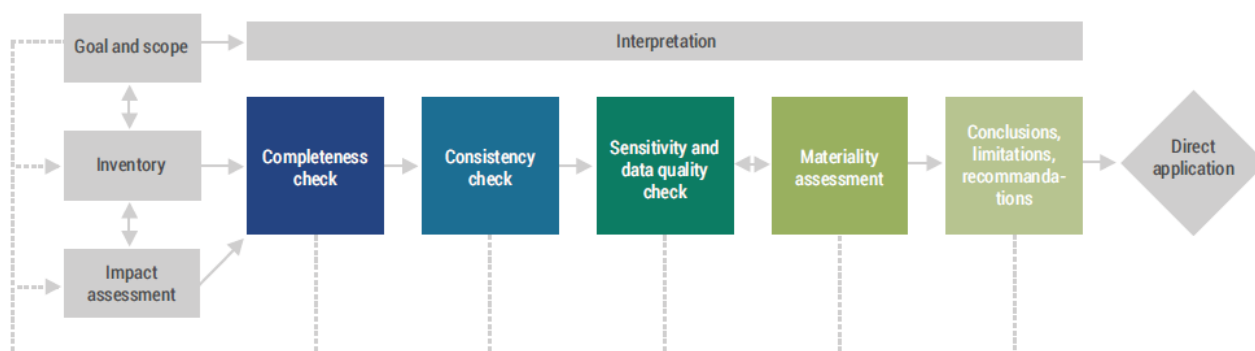 Goal and scope
Interpretation
Inventory
Completeness
check
Consistency
check
Sensitivity and
data quality
check
Materiality
assessment
Conclusions,
limitations,
recommanda-
tions
Direct
application
Impact
assessment